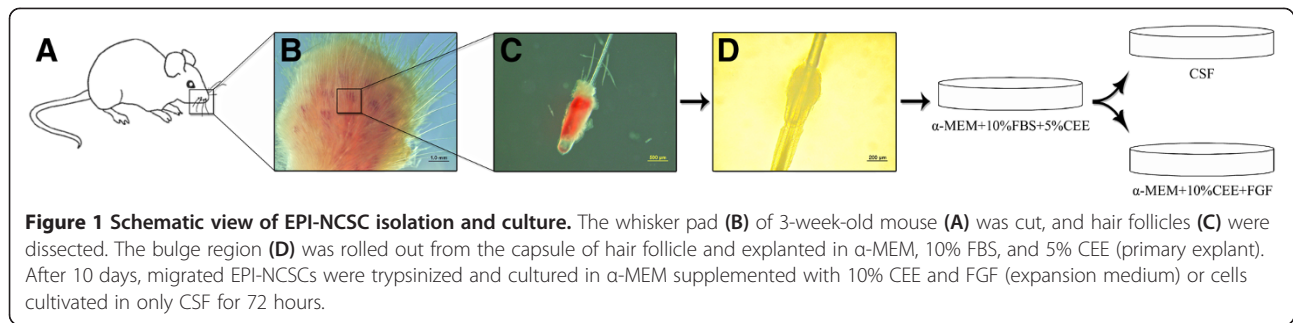 A
B
C
D
1.0 mm
200 µm
200 µm
α-MEM+10%FBS+5%CEE
CSF
α-MEM+10%CEE+FGF
Figure 1 Schematic view of EPI-NCSC isolation and culture. The whisker pad (B) of 3-week-old mouse (A) was cut, and hair follicles (C) were
dissected. The bulge region (D) was rolled out from the capsule of hair follicle and explanted in α-MEM, 10% FBS, and 5% CEE (primary explant).
After 10 days, migrated EPI-NCSCs were trypsinized and cultured in α-MEM supplemented with 10% CEE and FGF (expansion medium) or cells
cultivated in only CSF for 72 hours.